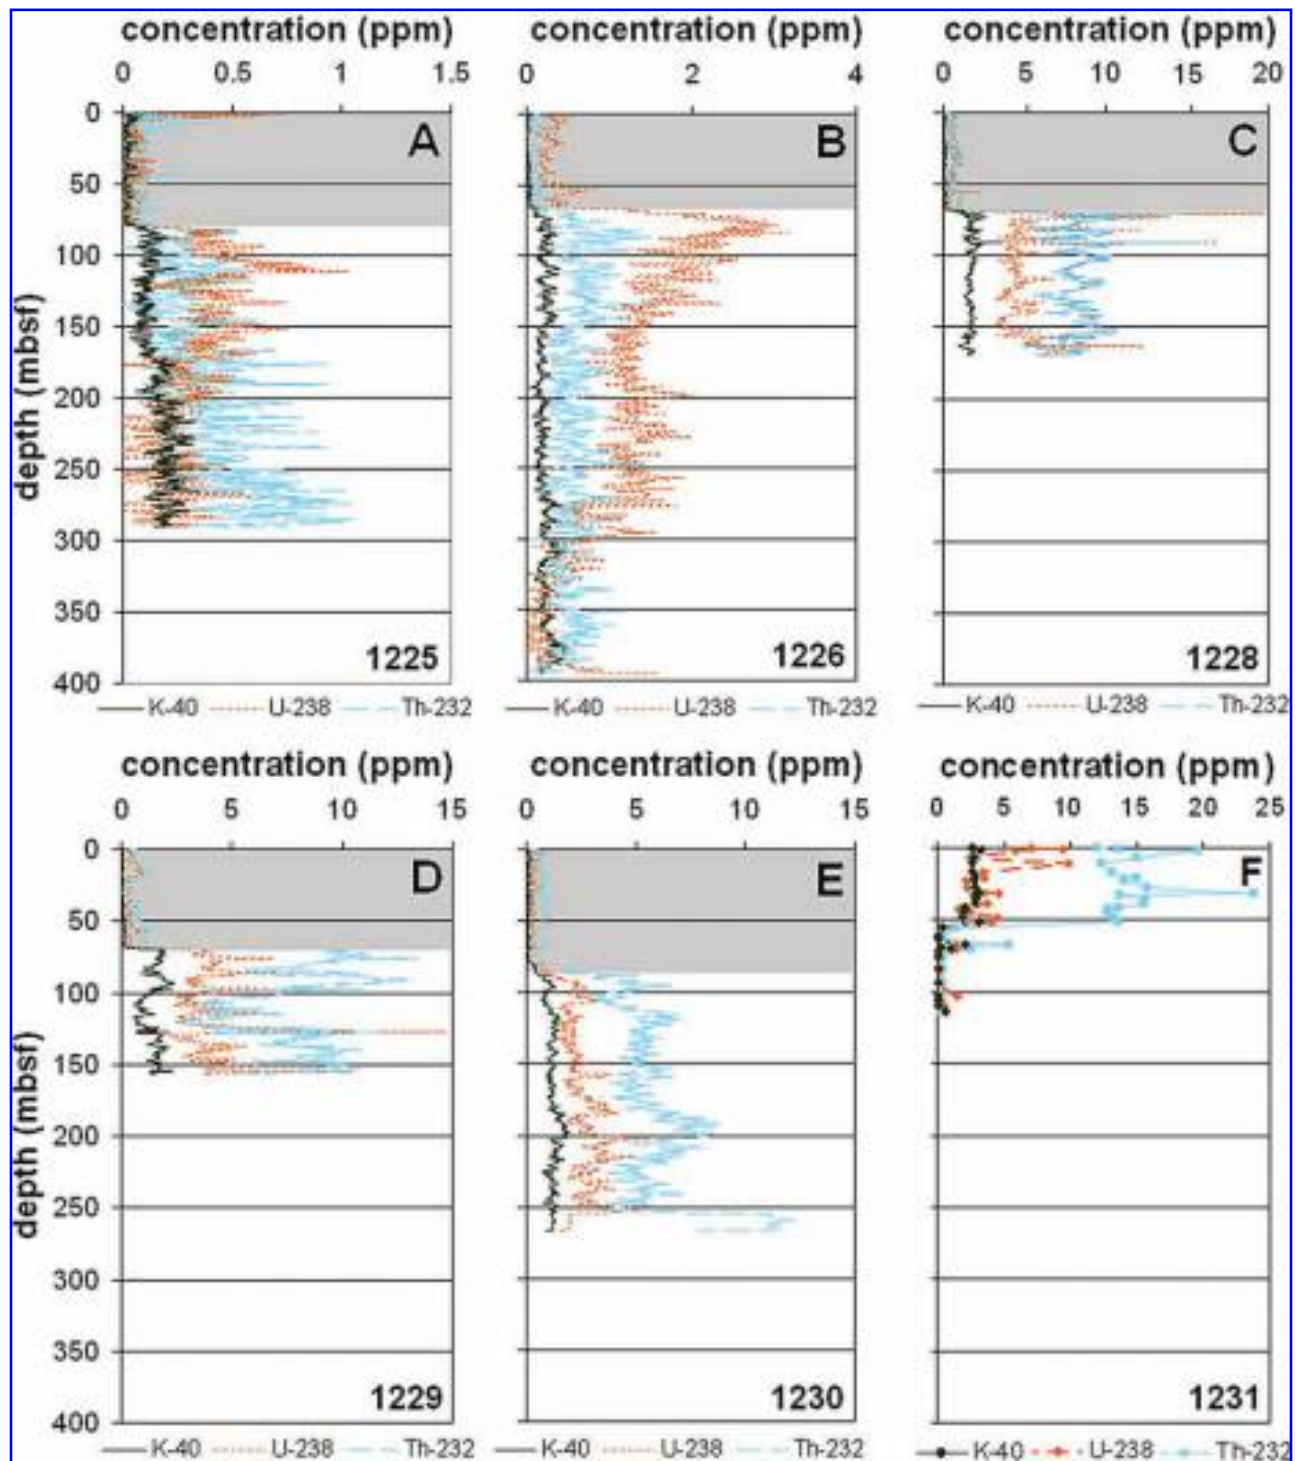 concentration (ppm) concentration (ppm) concentration (ppm)
0 0.5 1 1.5 0 2 4 0 5 10 15 20
A B C
0
50
100
150
200
250
300
350
400
depth (mbsf)
1225 1226 1228
K-40 U-238 Th-232 K-40 U-238 Th-232 K-40 U-238 Th-232
concentration (ppm) concentration (ppm) concentration (ppm)
0 5 10 15 0 5 10 15 0 5 10 15 20 25
D E F
0
50
100
150
200
250
300
350
400
depth (mbsf)
1229 1230 1231
K-40 U-238 Th-232 K-40 U-238 Th-232 K-40 U-238 Th-232